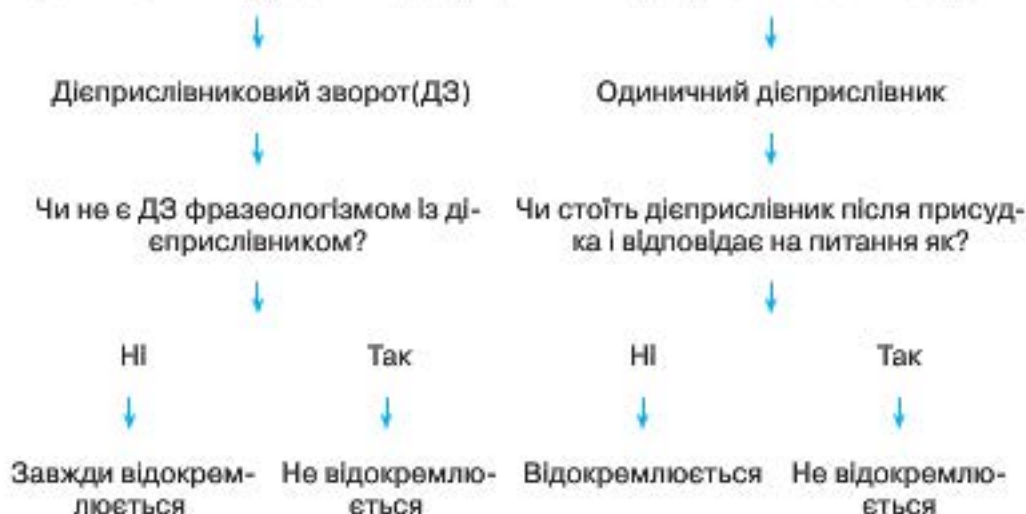 Дієприслівниковий зворот(ДЗ)
Одиничний дієприслівник
Чи не є ДЗ фразеологізмом із ді-
єприслівником?
Чи стоїть дієприслівник після присуд-
ка і відповідає на питання як?
Ні
Так
Ні
Так
Завжди відокрем-
люється
Не відокремлю-
ється
Відокремлюється
Не відокремлю-
ється